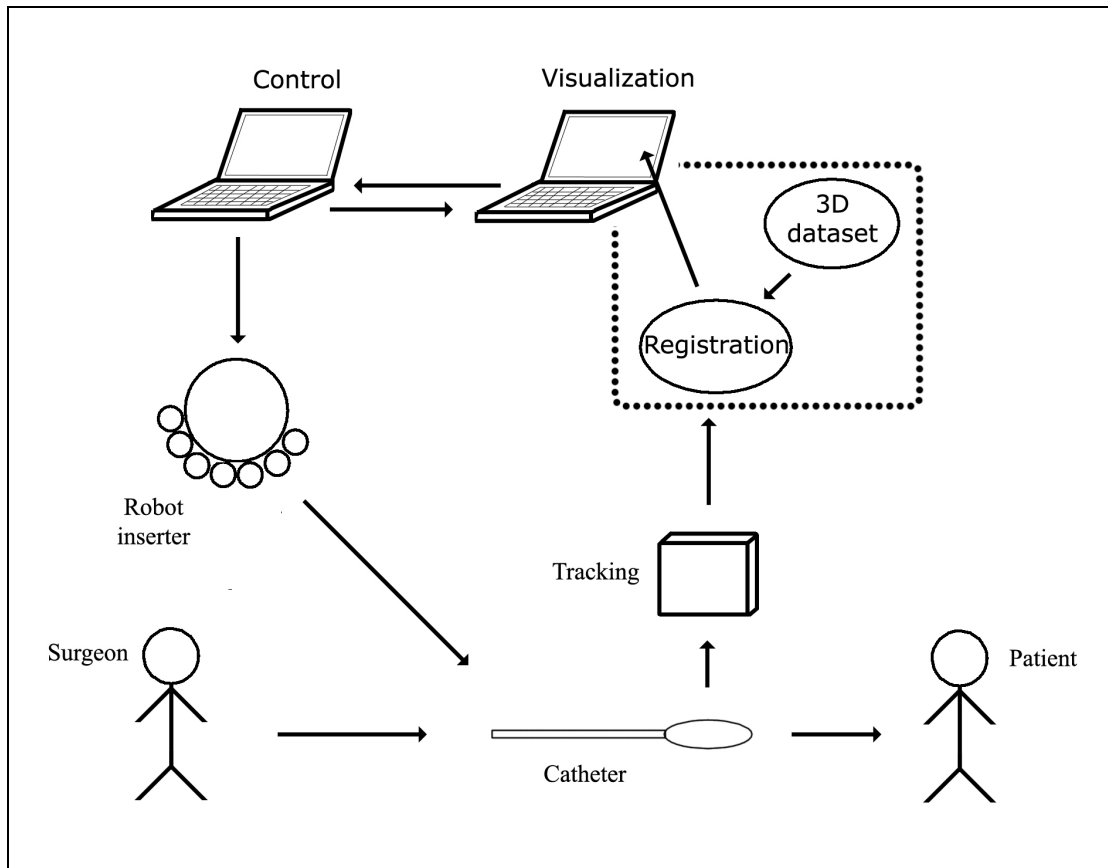 Control
Visualization
3D
dataset
Registration
Robot
inserter
Tracking
Surgeon
Patient
Catheter